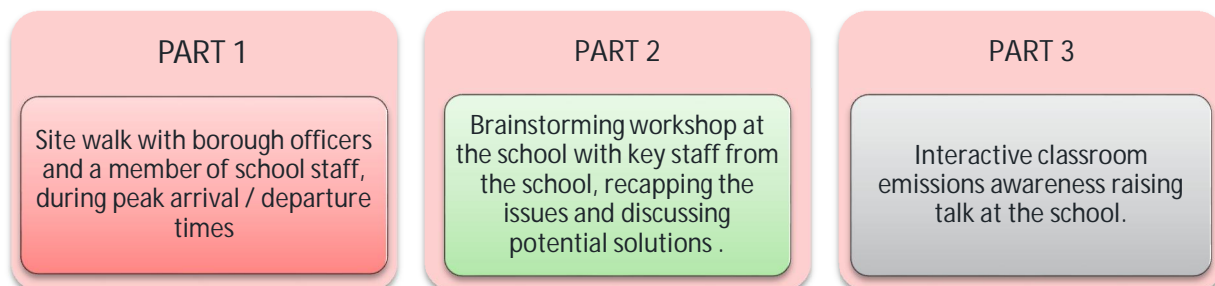 PART 1
Site walk with borough officers
and a member of school staff,
during peak arrival / departure
times
PART 2
Brainstorming workshop at
the school with key staff from
the school, recapping the
issues and discussing
potential solutions .
PART 3
Interactive classroom
emissions awareness raising
talk at the school.